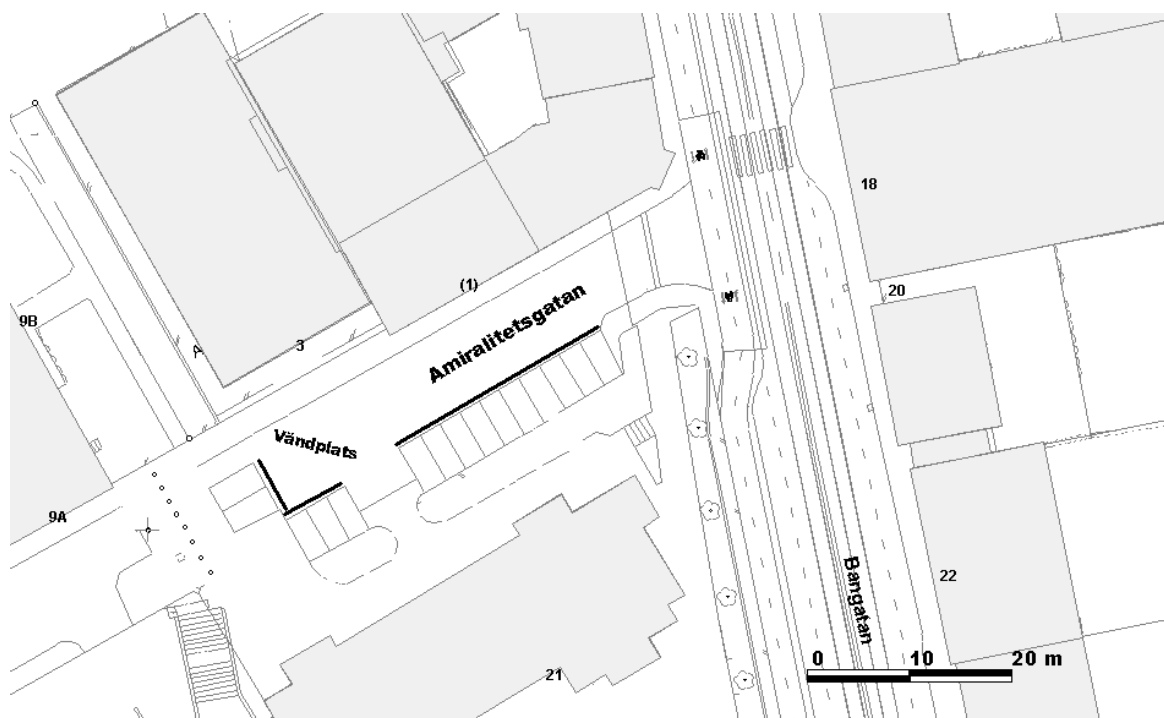 18
(1)
20
9B
A
3
Amiralitetsgatan
Vändplats
9A
22
Bangatan
0 10 20 m
21